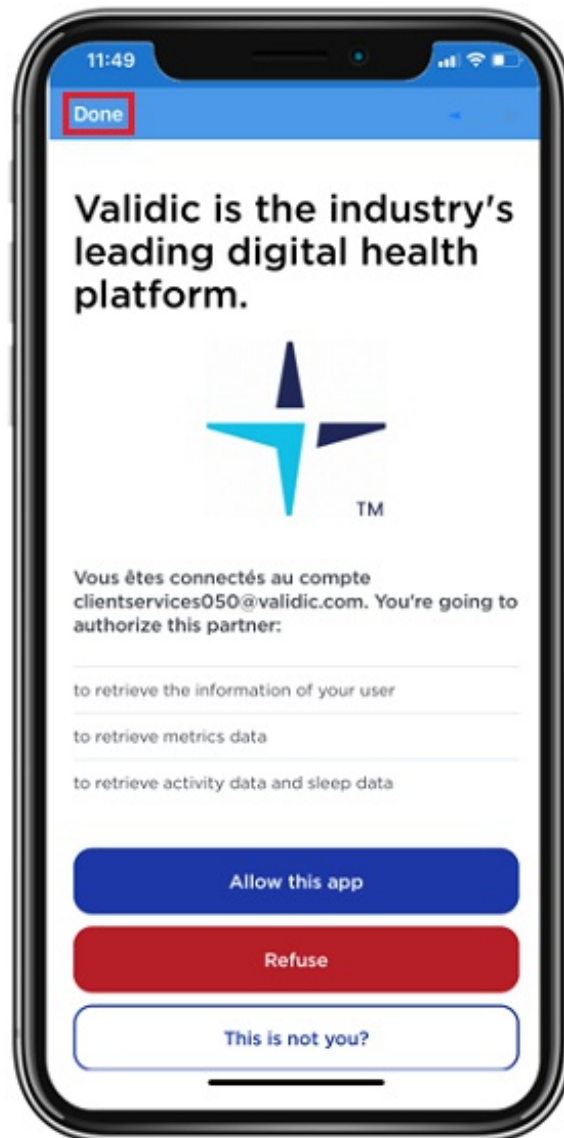 11:49
Done
Validic is the industry's
leading digital health
platform.
TM
Vous êtes connectés au compte
clientservices050@validic.com. You're going to
authorize this partner:
to retrieve the information of your user
to retrieve metrics data
to retrieve activity data and sleep data
Allow this app
Refuse
This is not you?